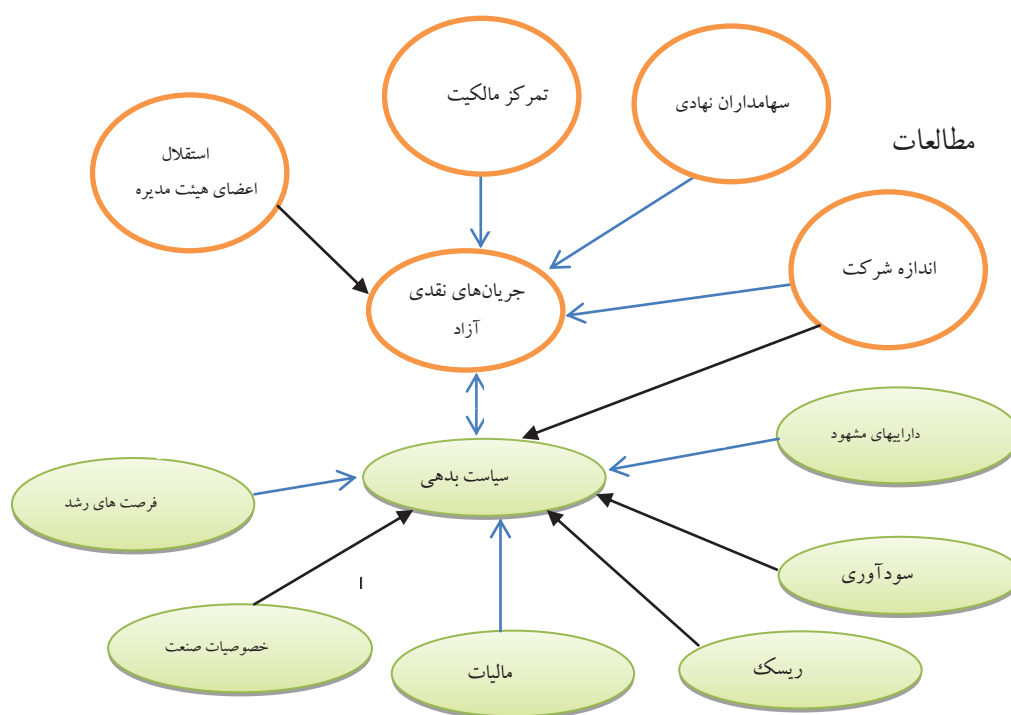 تمرکز مالکیت
سهامداران نهادی
مطالعات
استقلال
اعضای هیئت مدیره
اندازه شرکت
جریان‌های نقدی
آزاد
داراییهای مشهود
سیاست بدهی
فرصت های رشد
سودآوری
ا
خصوصیات صنعت
مالیات
ریسک